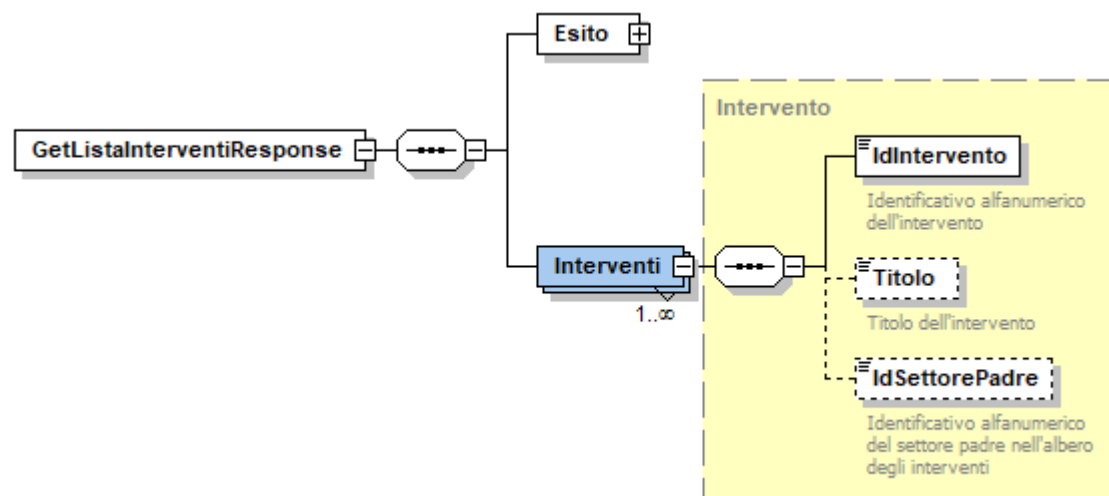 Esito
Intervento
GetListaInterventiResponse
IdIntervento
Identificativo alfanumerico
dell'intervento
Interventi
1..∞
Titolo
Titolo dell'intervento
IdSettorePadre
Identificativo alfanumerico
del settore padre nell'albero
degli interventi